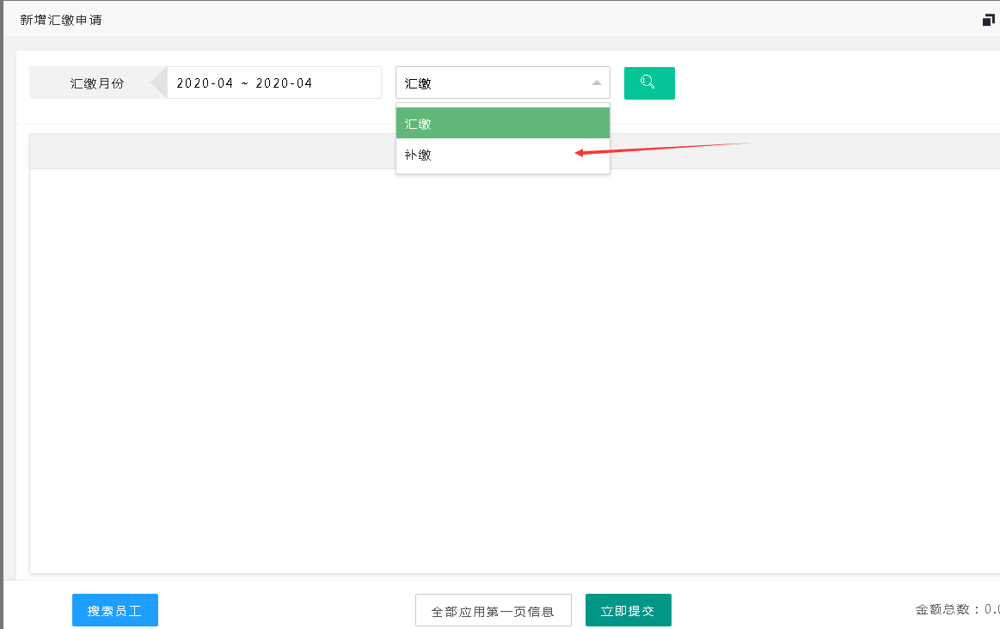 新增汇缴申请
汇缴月份
2020-04 ~ 2020-04
汇缴
汇缴
补缴
搜索员工
全部应用第一页信息
立即提交
金额总数：0.